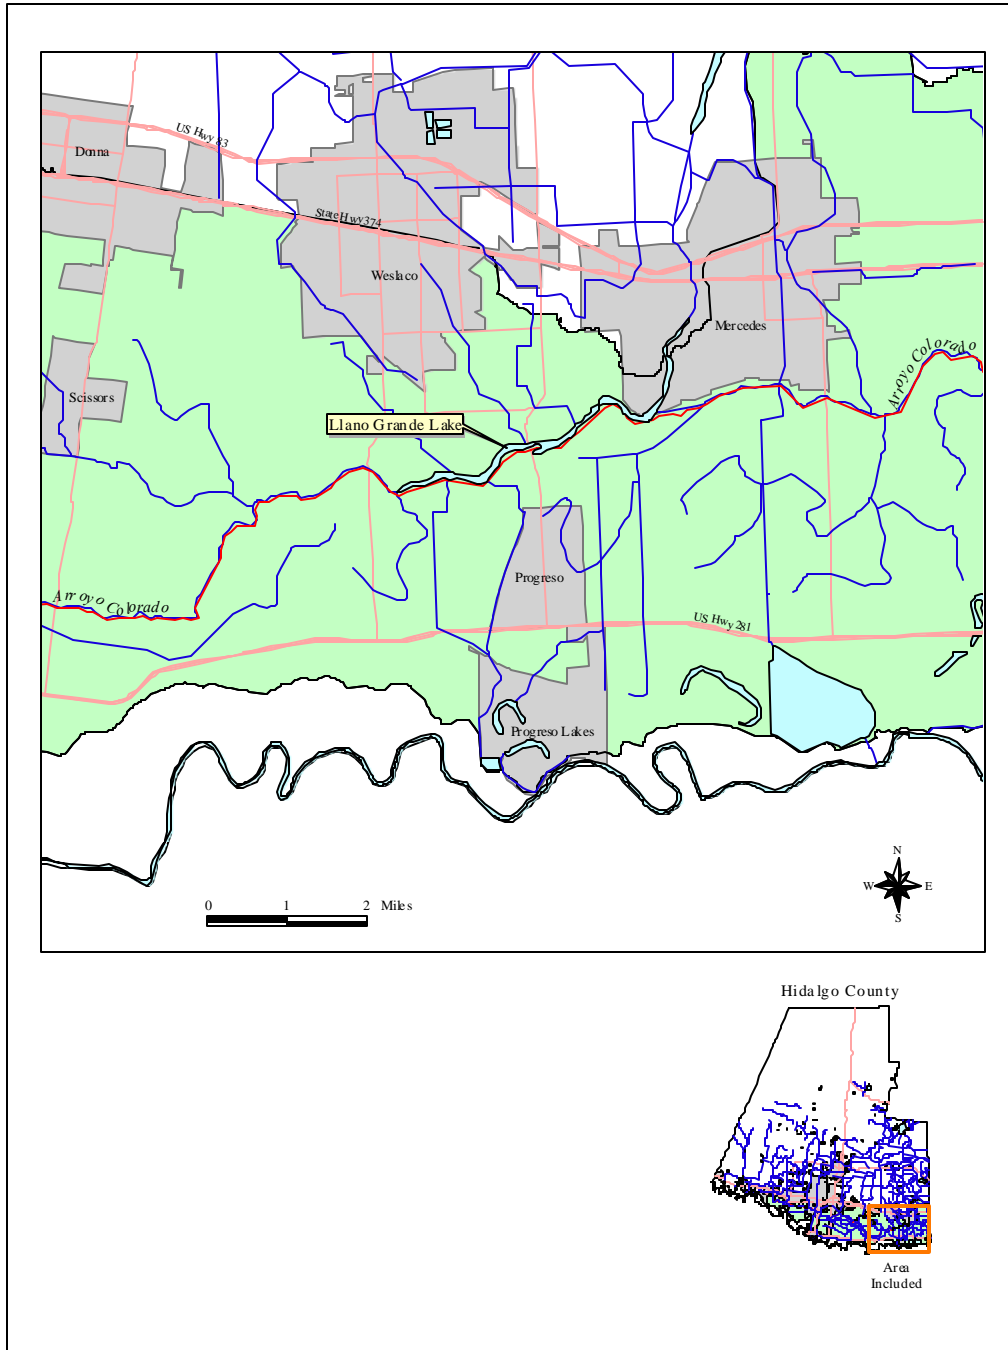 US Hwy 83
Donna
State Hwy 374
Weslaco
Mercedes
Arroyo Colorado
Scissors
Llano Grande Lake
Progreso
Arroyo Colorado
US Hwy 281
Progreso Lakes
N
W E
S
0 1 2 Miles
Hidalgo County
Area
Included